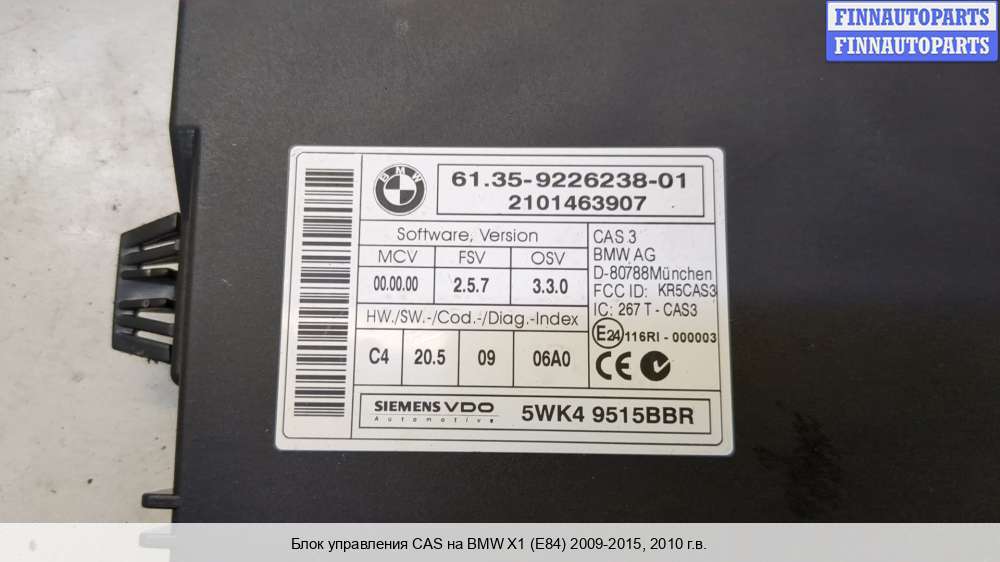 FINNAUTOPARTS
FINNAUTOPARTS
BMW
61.35-9226238-01
2101463907
Software, Version
MCV FSV OSV
00.00.00 2.5.7 3.3.0
HW./SW.-/Cod.-/Diag.-Index
C4 20.5 09 06A0
CAS 3
BMW AG
D-80788München
FCC ID: KR5CAS3
IC: 267 T - CAS3
E24 116RI - 000003
CE
SIEMENS VDO
Automotive
5WK4 9515BBR
Блок управления CAS на BMW X1 (E84) 2009-2015, 2010 г.в.